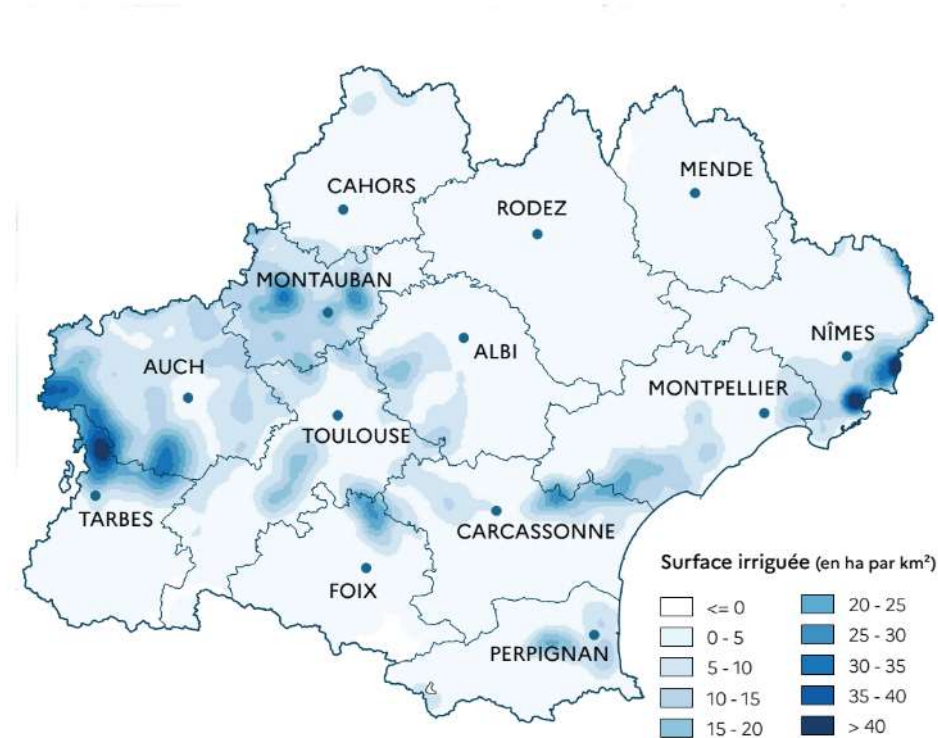 CAHORS
MENDE
RODEZ
MONTAUBAN
NÎMES
ALBI
AUCH
MONTPELLIER
TOULOUSE
TARBES
CARCASSONNE
FOIX
PERPIGNAN
Surface irriguée (en ha par km²)
<= 0
0 - 5
5 - 10
10 - 15
15 - 20
20 - 25
25 - 30
30 - 35
35 - 40
> 40